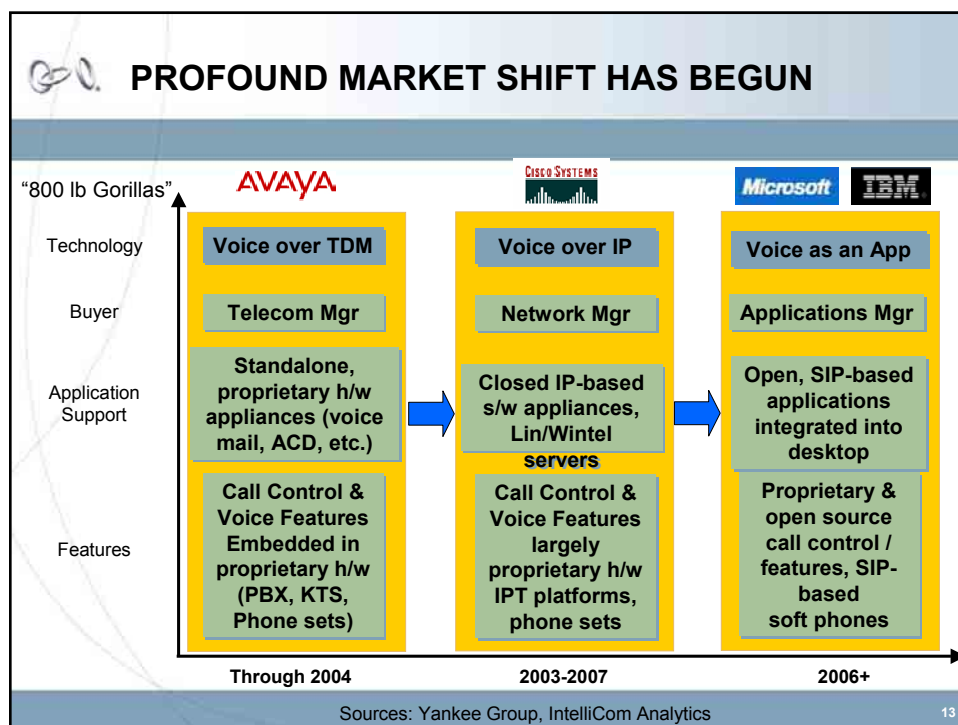 PROFOUND MARKET SHIFT HAS BEGUN
“800 lb Gorillas”
AVAYA
CISCO SYSTEMS
Microsoft
IBM
Technology
Voice over TDM
Voice over IP
Voice as an App
Buyer
Telecom Mgr
Network Mgr
Applications Mgr
Application
Support
Standalone,
proprietary h/w
appliances (voice
mail, ACD, etc.)
Closed IP-based
s/w appliances,
Lin/Wintel
servers
Open, SIP-based
applications
integrated into
desktop
Features
Call Control &
Voice Features
Embedded in
proprietary h/w
(PBX, KTS,
Phone sets)
Call Control &
Voice Features
largely
proprietary h/w
IPT platforms,
phone sets
Proprietary &
open source
call control /
features, SIP-
based
soft phones
Through 2004
2003-2007
2006+
Sources: Yankee Group, IntelliCom Analytics
13